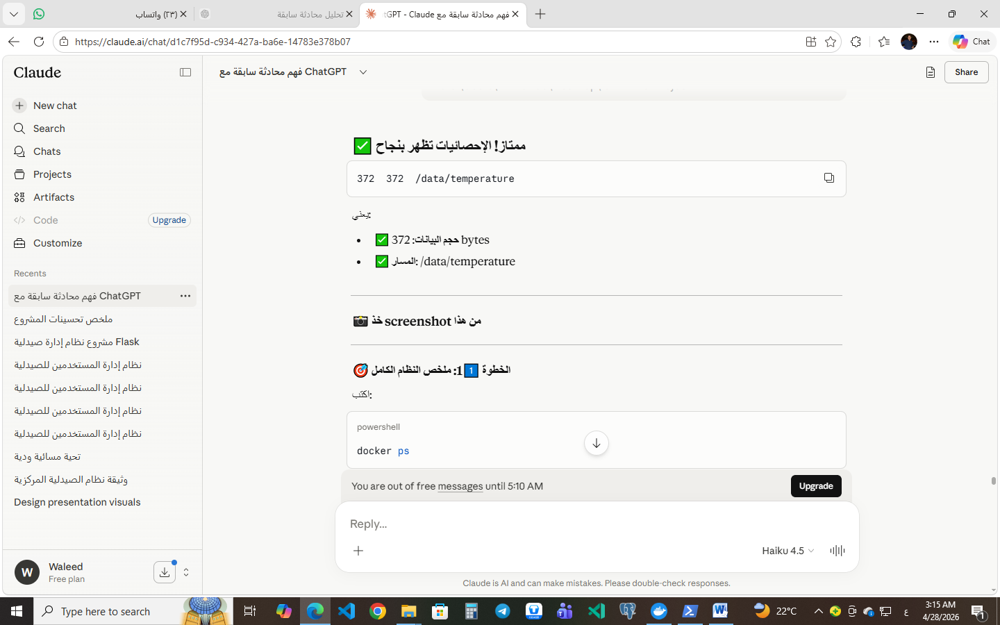 (٢٣) واتساب
تحليل محادثة سابقة
فهم محادثة سابقة مع tGPT - Claude
https://claude.ai/chat/d1c7f95d-c934-427a-ba6e-14783e378b07
Chat
Claude
فهم محادثة سابقة مع ChatGPT
Share
New chat
Search
Chats
Projects
Artifacts
Code
Upgrade
Customize
Recents
فهم محادثة سابقة مع ChatGPT
ملخص تحسينات المشروع
مشروع نظام إدارة صيدلية Flask
نظام إدارة المستخدمين للصيدلية
نظام إدارة المستخدمين للصيدلية
نظام إدارة المستخدمين للصيدلية
نظام إدارة المستخدمين للصيدلية
تحية مسائية ودية
وثيقة نظام الصيدلية المركزية
Design presentation visuals
W
Waleed
Free plan
✅ ممتاز! الإحصائيات تظهر بنجاح
372 372 /data/temperature
يعني:
✅ حجم البيانات: 372 bytes
✅ المسار: /data/temperature
📸 خذ screenshot من هذا
🎯 الخطوة 1️⃣1: ملخص النظام الكامل
اكتب:
powershell
docker ps
You are out of free messages until 5:10 AM
Upgrade
Reply...
Haiku 4.5
Claude is AI and can make mistakes. Please double-check responses.
Type here to search
22°C
ع
3:15 AM
4/28/2026
1